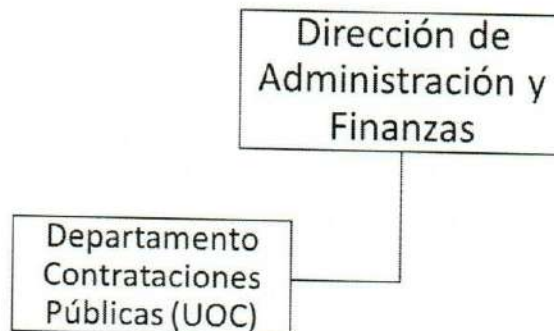 Dirección de
Administración y
Finanzas
Departamento
Contrataciones
Públicas (UOC)